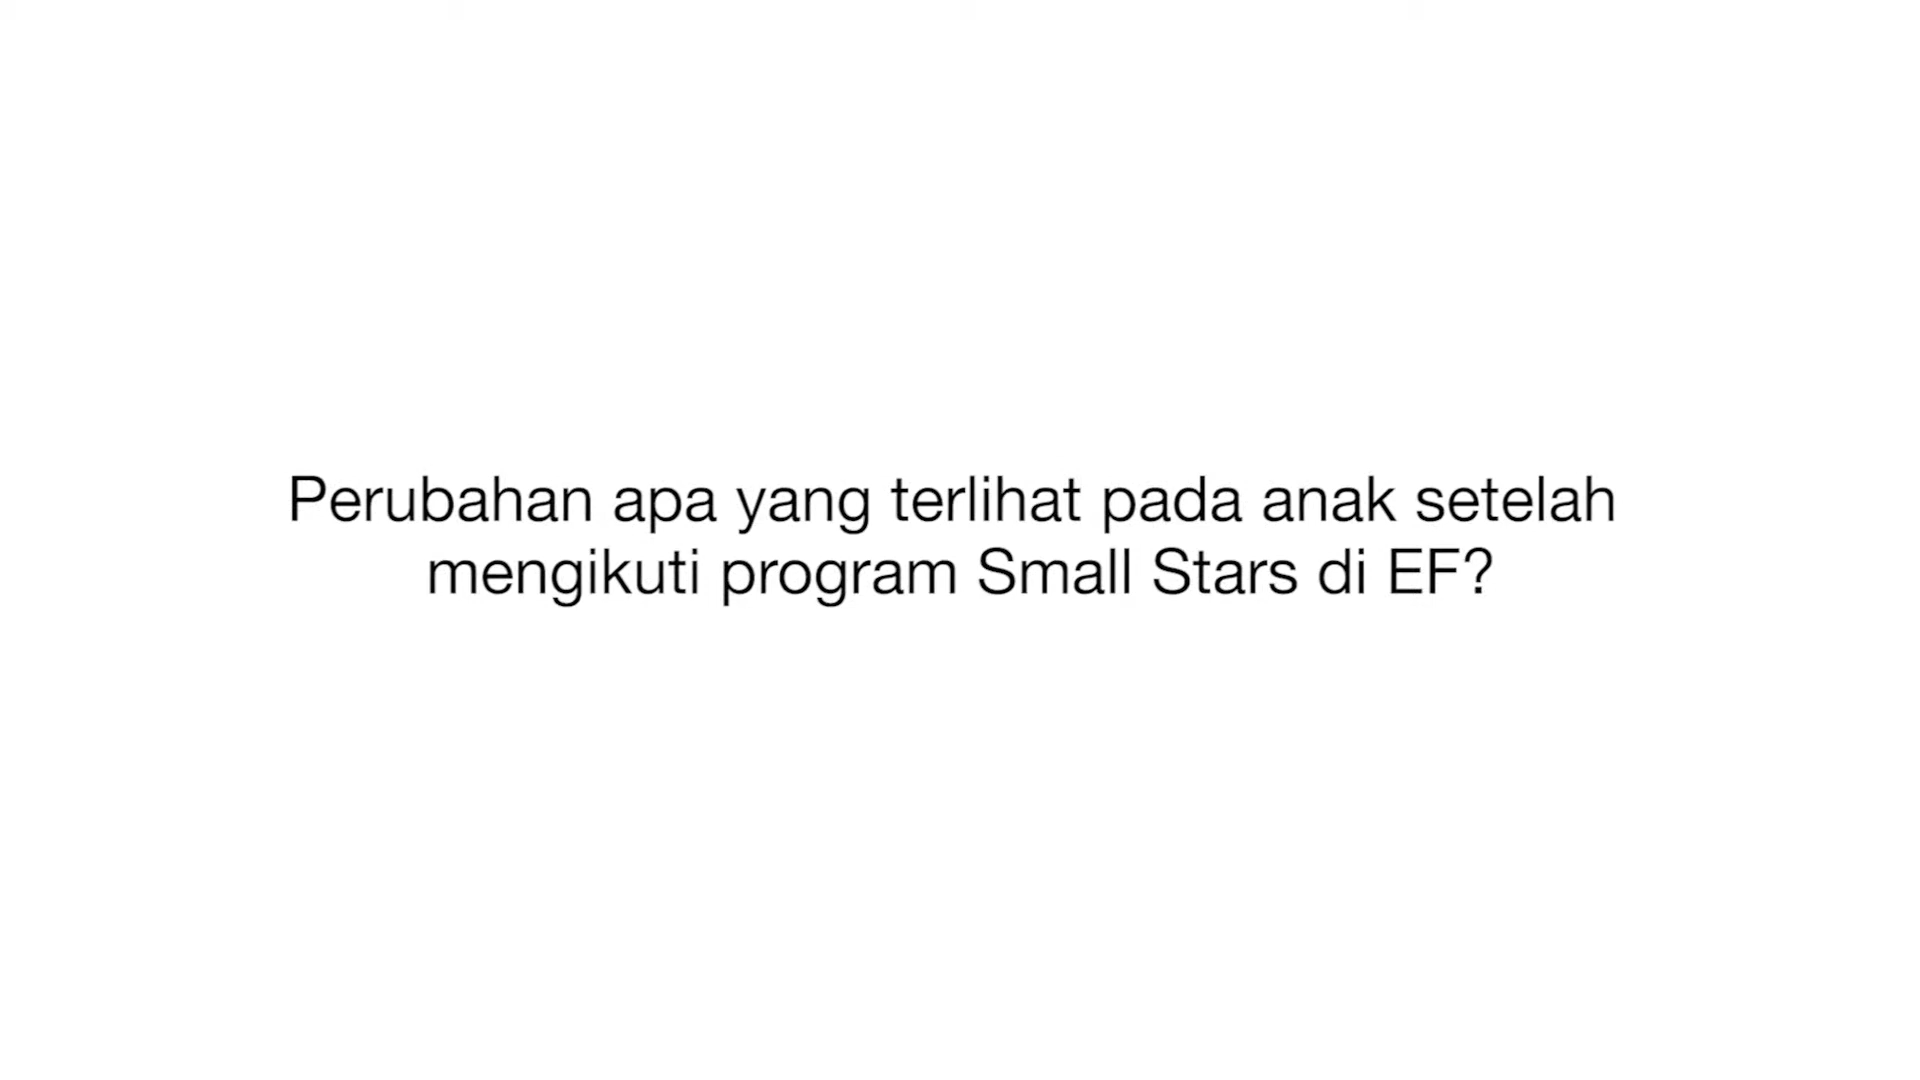 Perubahan apa yang terlihat pada anak setelah
mengikuti program Small Stars di EF?